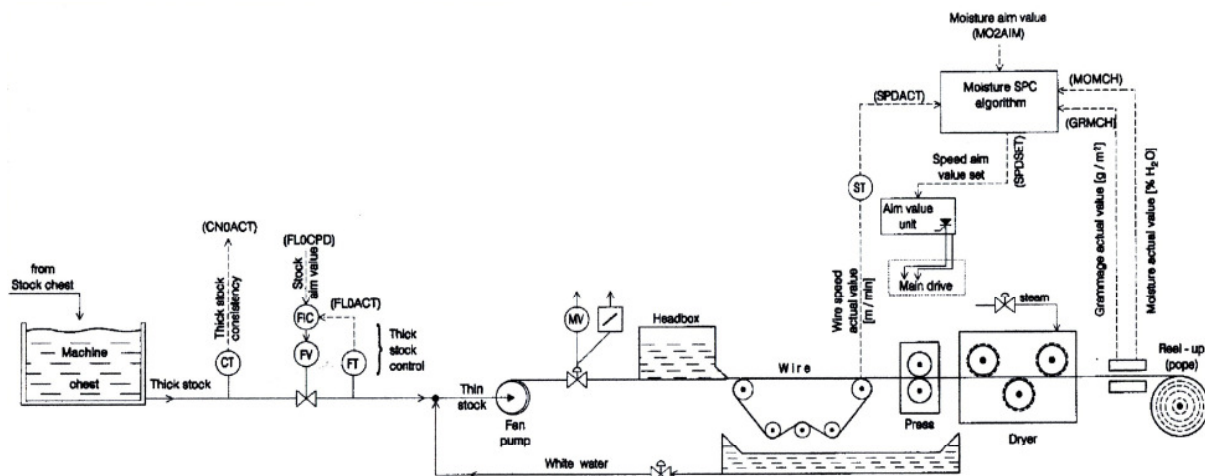 Moisture aim value
(MO2AIM)
Moisture SPC
algorithm
(SPDACT)
(MOMCH)
(GRMCH)
Speed aim
value set
(SPDSET)
ST
Aim value
unit
Main drive
Grammage actual value [g / m²]
Moisture actual value [% H₂O]
Wire speed
actual value
[m / min]
(CN0ACT)
Thick stock
consistency
(FL0CPD)
Stock
aim value
(FL0ACT)
FIC
FV
FT
CT
Thick
stock
control
from
Stock chest
Machine
chest
Thick stock
Thin
stock
Fan
pump
MV
Headbox
Wire
Press
steam
Dryer
Reel - up
(pope)
White water